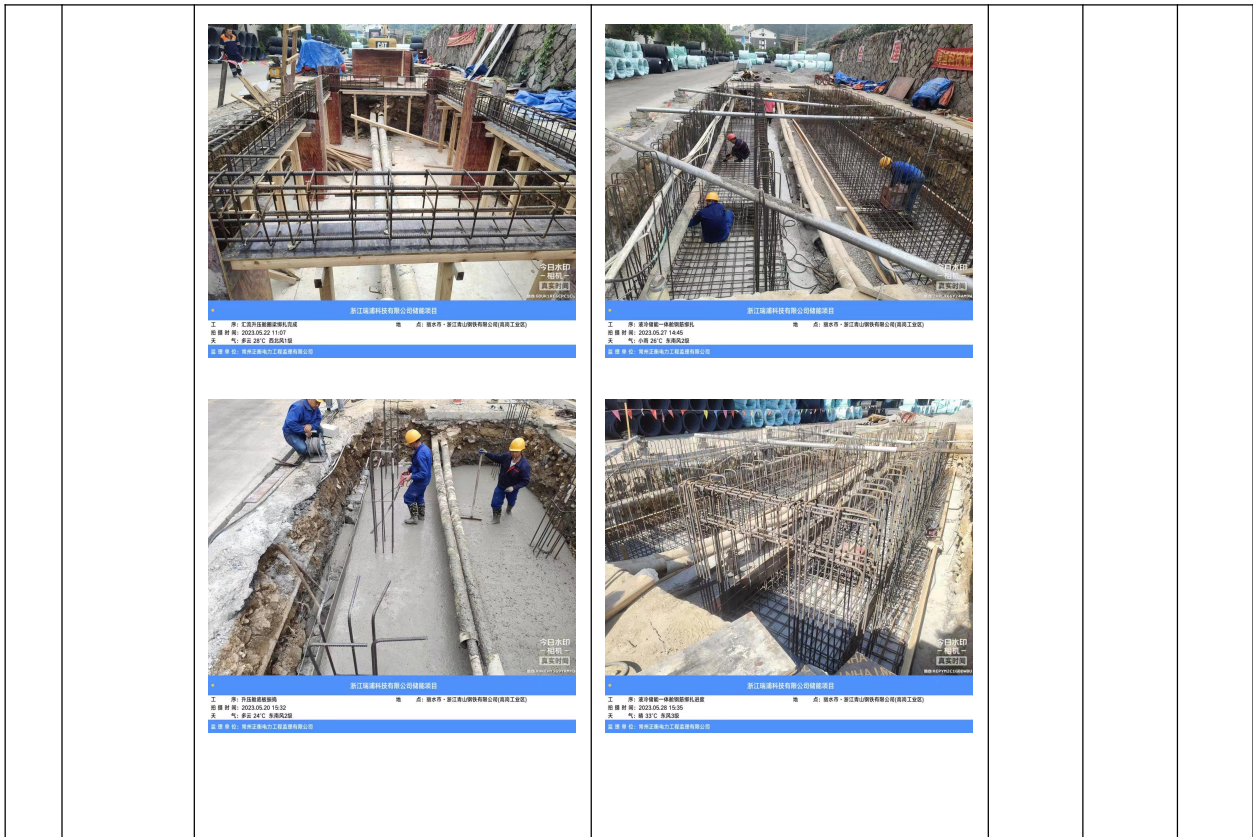 今日水印
相机
真实时间
浙江瑞浦科技有限公司储能项目
工 序: 汇流升压舱圈梁绑扎完成
地 点: 丽水市·浙江青山钢铁有限公司(高岗工业区)
拍摄时间: 2023.05.22 11:07
天 气: 多云 28°C 西北风1级
监理单位: 常州正衡电力工程监理有限公司
今日水印
相机
真实时间
浙江瑞浦科技有限公司储能项目
工 序: 液冷储能一体舱钢筋绑扎
地 点: 丽水市·浙江青山钢铁有限公司(高岗工业区)
拍摄时间: 2023.05.27 14:45
天 气: 小雨 26°C 东南风2级
监理单位: 常州正衡电力工程监理有限公司
今日水印
相机
真实时间
浙江瑞浦科技有限公司储能项目
工 序: 升压舱底板振捣
地 点: 丽水市·浙江青山钢铁有限公司(高岗工业区)
拍摄时间: 2023.05.20 15:32
天 气: 多云 24°C 东南风2级
监理单位: 常州正衡电力工程监理有限公司
今日水印
相机
真实时间
浙江瑞浦科技有限公司储能项目
工 序: 液冷储能一体舱钢筋绑扎进度
地 点: 丽水市·浙江青山钢铁有限公司(高岗工业区)
拍摄时间: 2023.05.28 15:35
天 气: 晴 33°C 东风3级
监理单位: 常州正衡电力工程监理有限公司